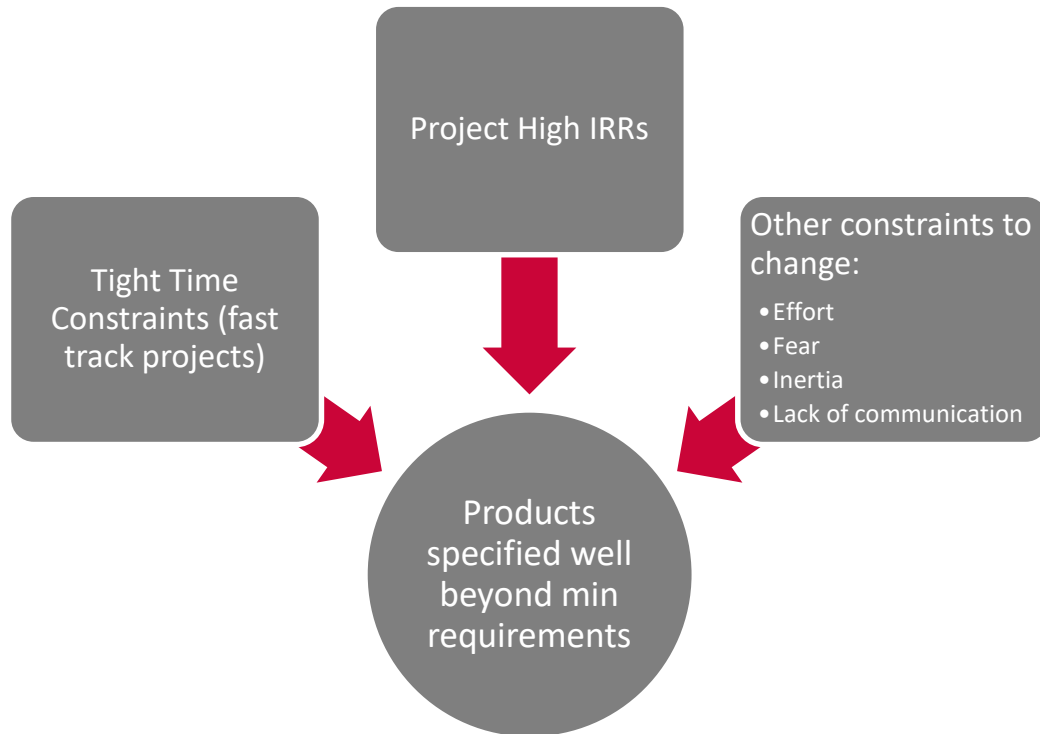 Project High IRRs
Tight Time
Constraints (fast
track projects)
Other constraints to
change:
•Effort
•Fear
•Inertia
•Lack of communication
Products
specified well
beyond min
requirements